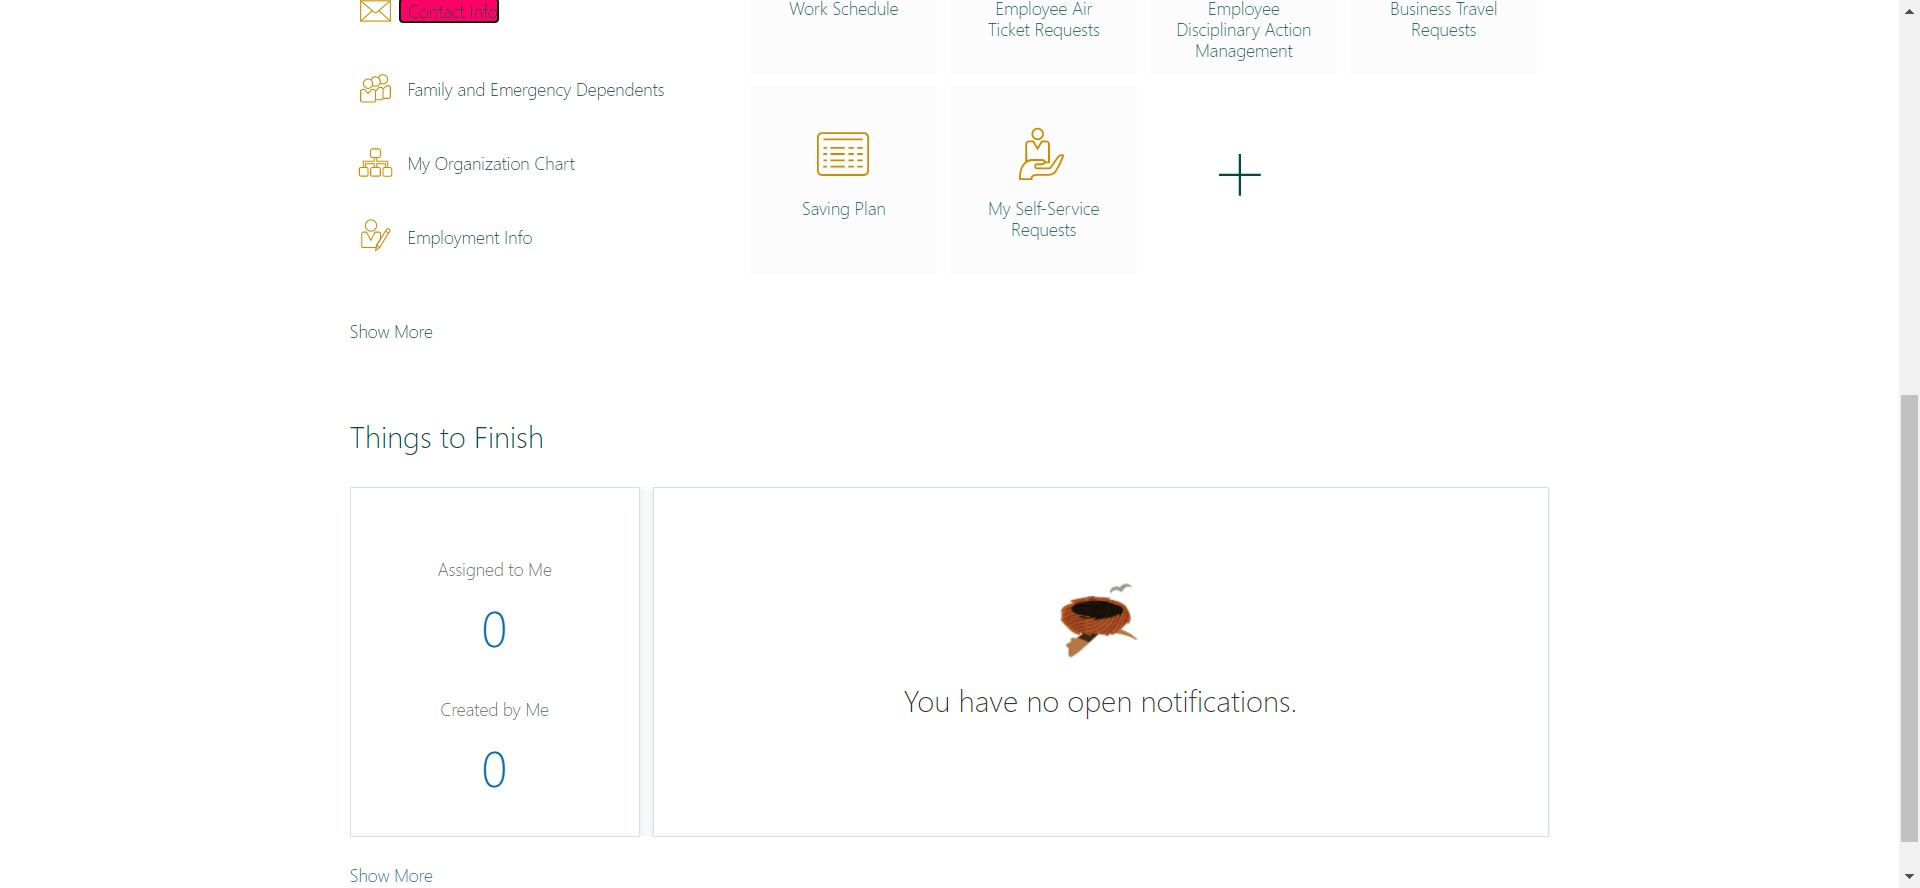 Contact Info
Family and Emergency Dependents
My Organization Chart
Employment Info
Show More
Work Schedule
Employee Air
Ticket Requests
Employee
Disciplinary Action
Management
Business Travel
Requests
Saving Plan
My Self-Service
Requests
Things to Finish
Assigned to Me
0
Created by Me
0
You have no open notifications.
Show More